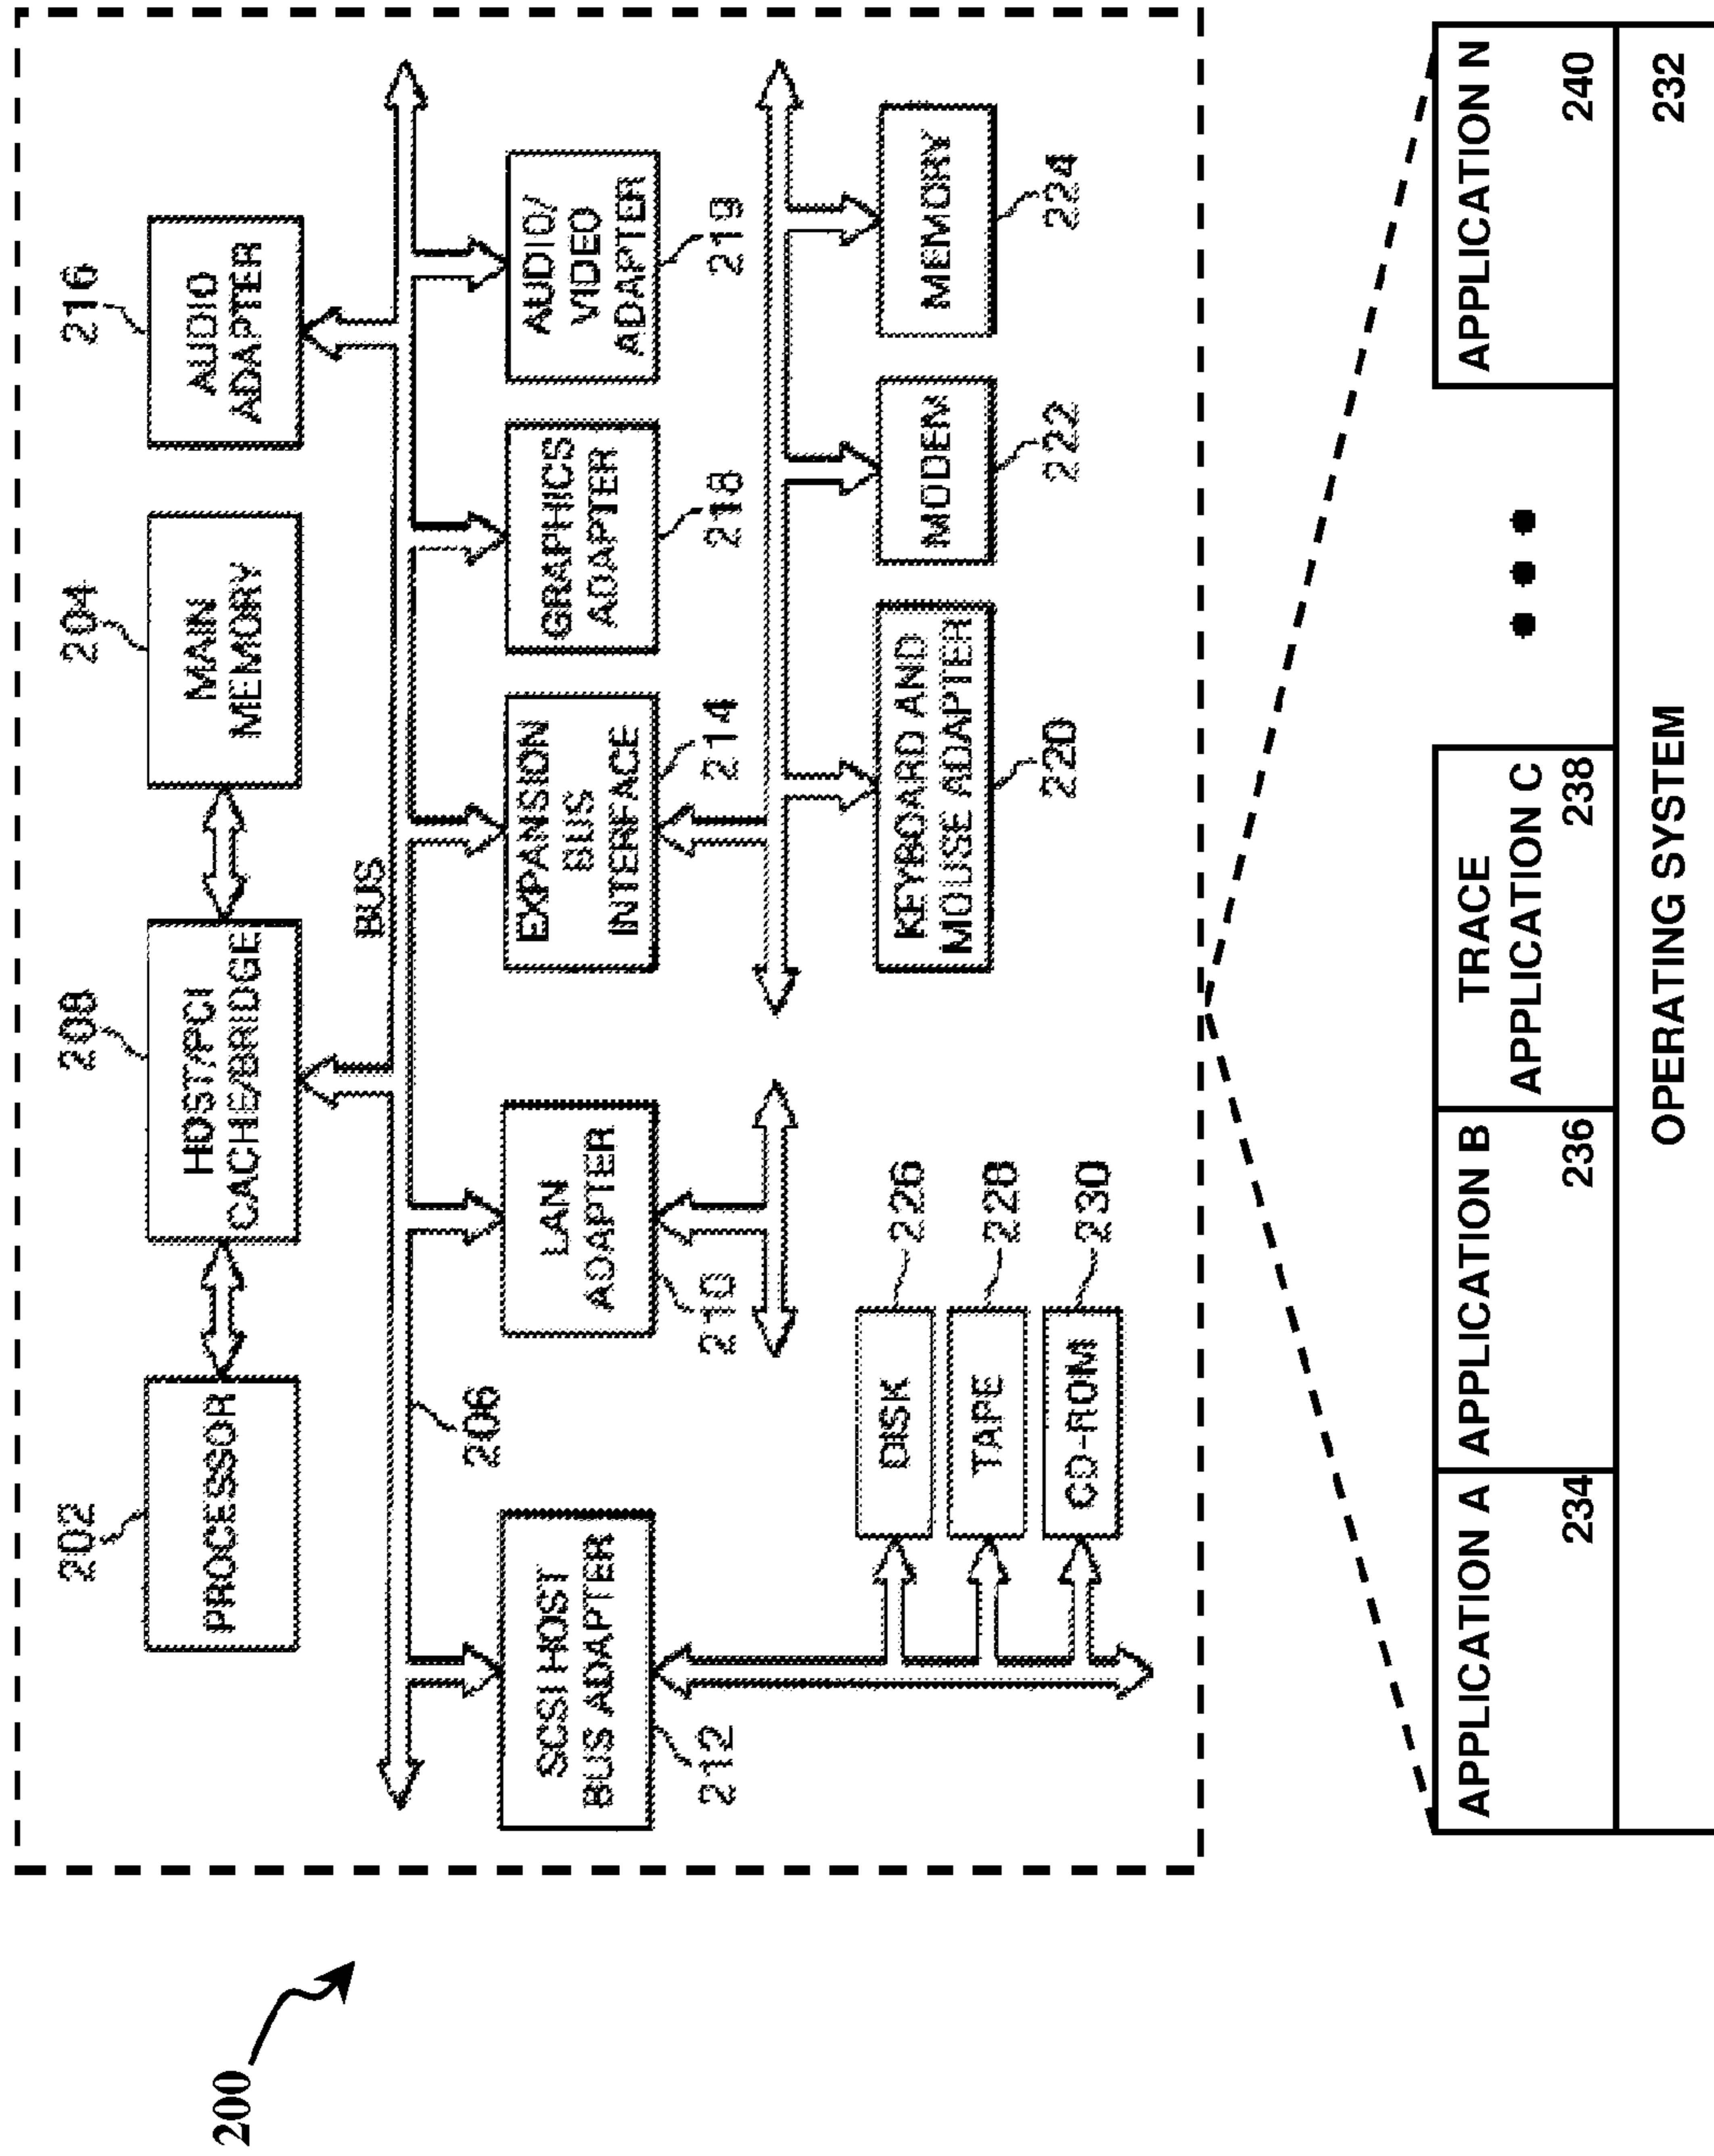 200
202
208
204
216
PROCESSOR
HOST/PCI
CACHE/BRIDGE
MAIN
MEMORY
AUDIO
ADAPTER
BUS
206
SCSI HOST
BUS ADAPTER
LAN
ADAPTER
EXPANSION
BUS
INTERFACE
GRAPHICS
ADAPTER
AUDIO/
VIDEO
ADAPTER
212
210
214
218
219
DISK
226
TAPE
228
CD-ROM
230
KEYBOARD AND
MOUSE ADAPTER
MODEM
MEMORY
220
222
224
APPLICATION A
234
APPLICATION B
236
TRACE
APPLICATION C
238
APPLICATION N
240
OPERATING SYSTEM
232